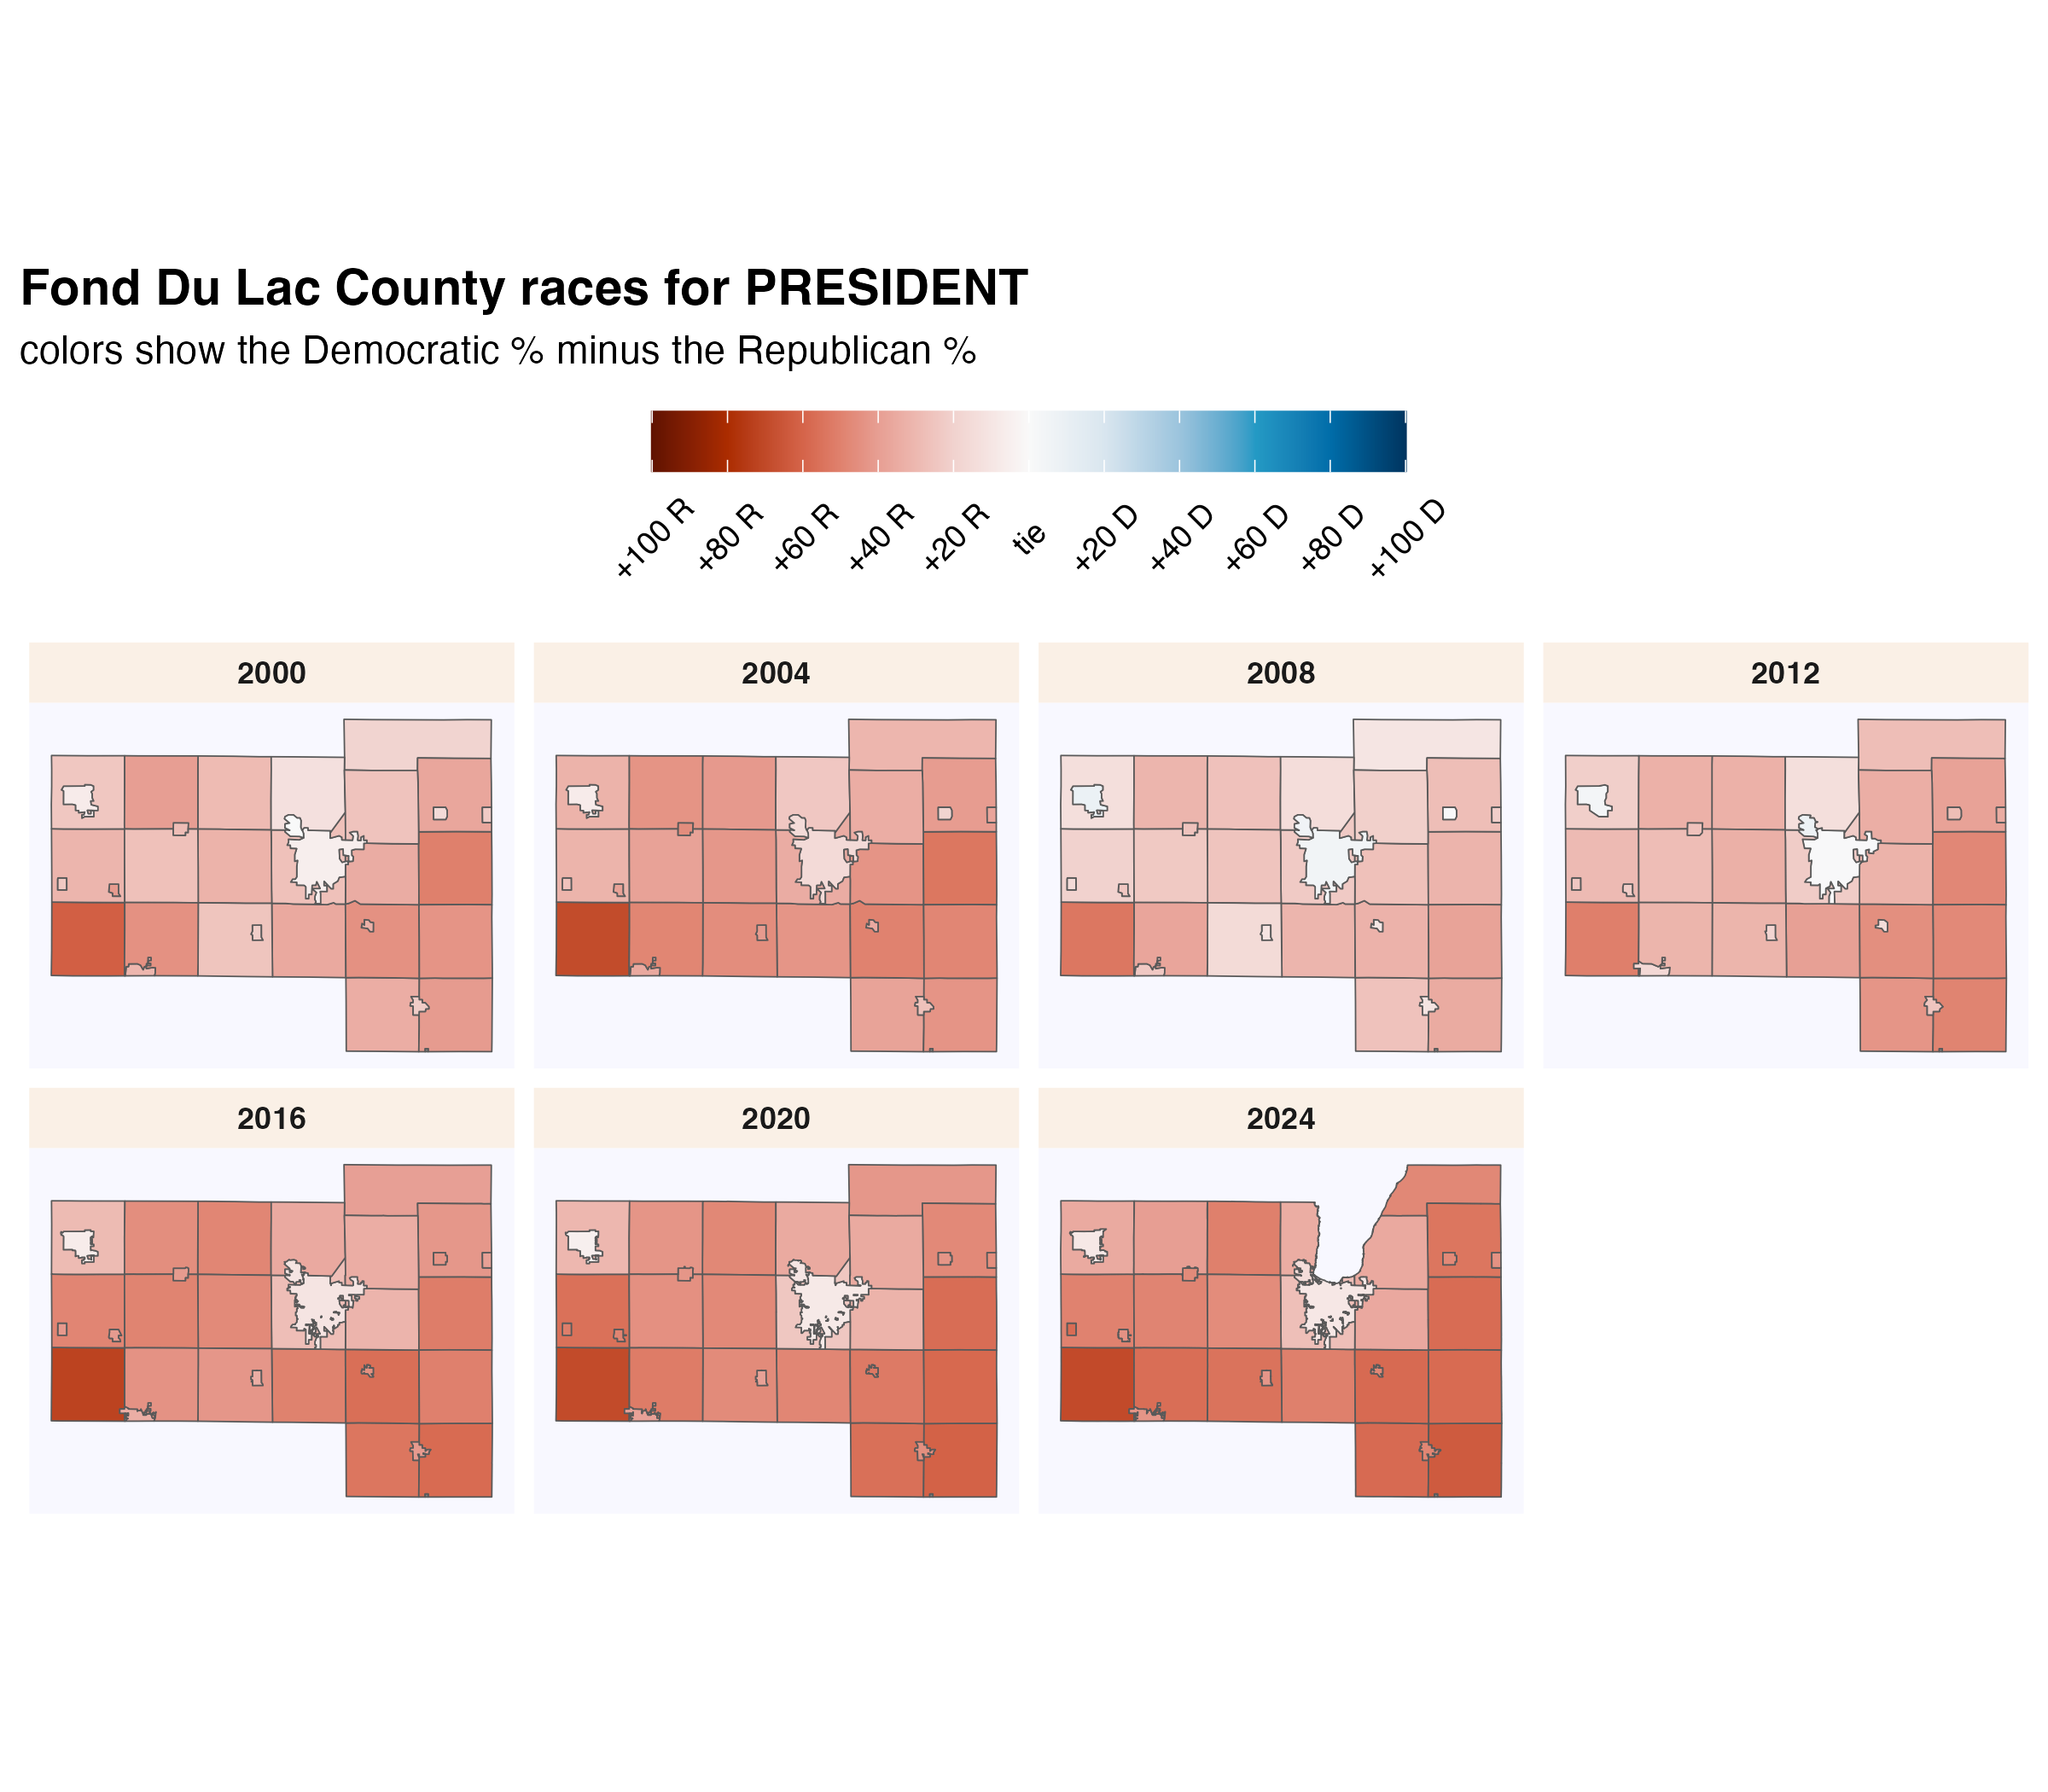 Fond Du Lac County races for PRESIDENT
colors show the Democratic % minus the Republican %
+100 R
+80 R
+60 R
+40 R
+20 R
tie
+20 D
+40 D
+60 D
+80 D
+100 D
2000
2004
2008
2012
2016
2020
2024